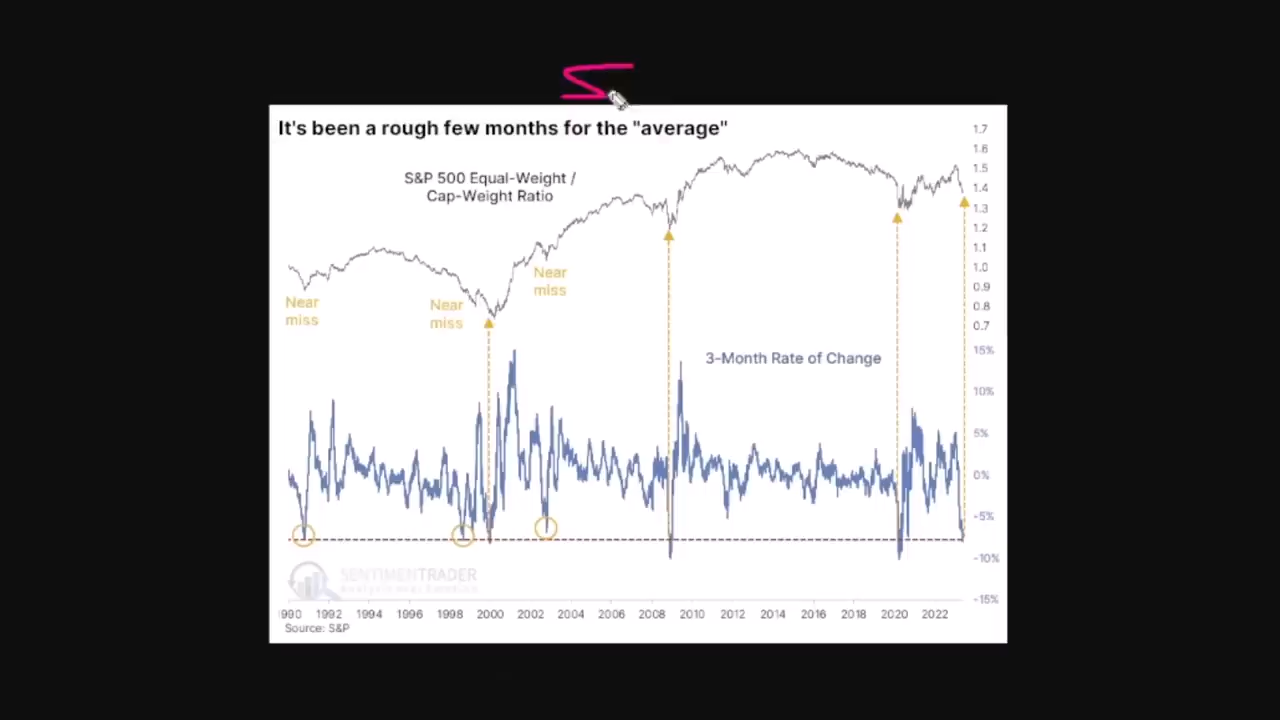 It's been a rough few months for the "average"
S&P 500 Equal-Weight /
Cap-Weight Ratio
1.7
1.6
1.5
1.4
1.3
1.2
1.1
1.0
0.9
0.8
0.7
Near
miss
Near
miss
Near
miss
3-Month Rate of Change
15%
10%
5%
0%
-5%
-10%
-15%
SENTIMENTRADER
1990 1992 1994 1996 1998 2000 2002 2004 2006 2008 2010 2012 2014 2016 2018 2020 2022
Source: S&P